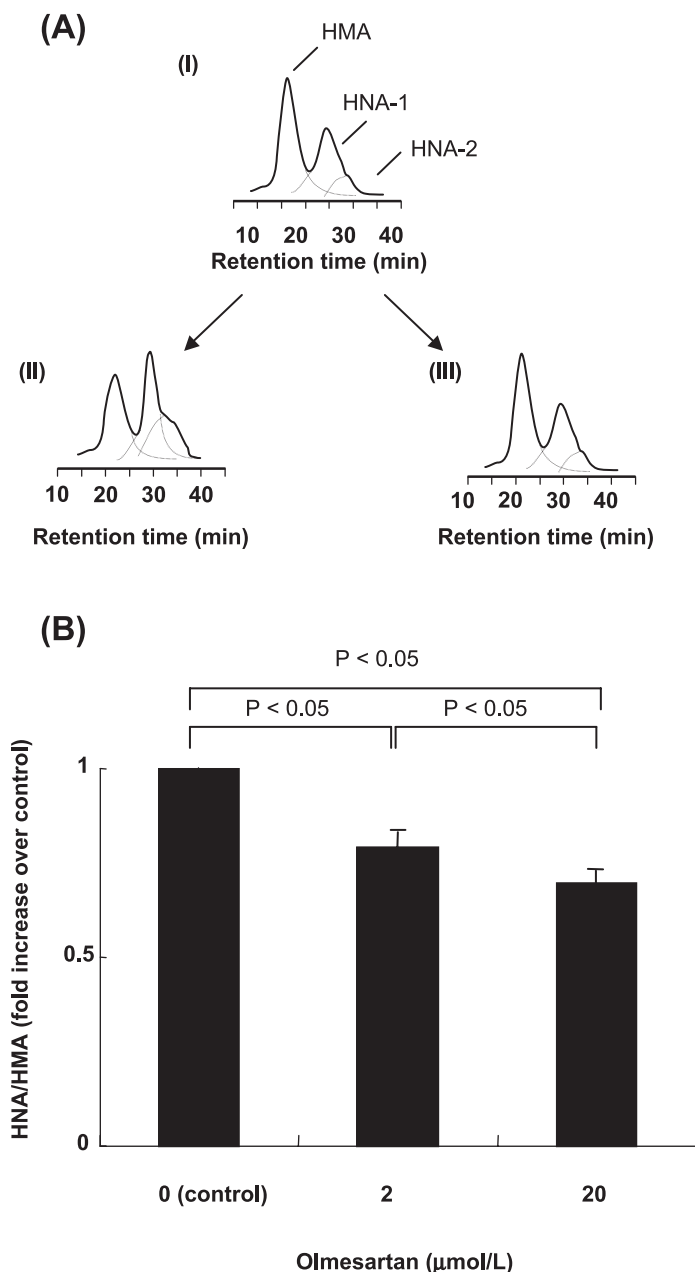 (A)
(I)
HMA
HNA-1
HNA-2
10 20 30 40
Retention time (min)
(II)
10 20 30 40
Retention time (min)
(III)
10 20 30 40
Retention time (min)
(B)
P < 0.05
P < 0.05 P < 0.05
HNA/HMA (fold increase over control)
1
0.5
0
0 (control) 2 20
Olmesartan (μmol/L)